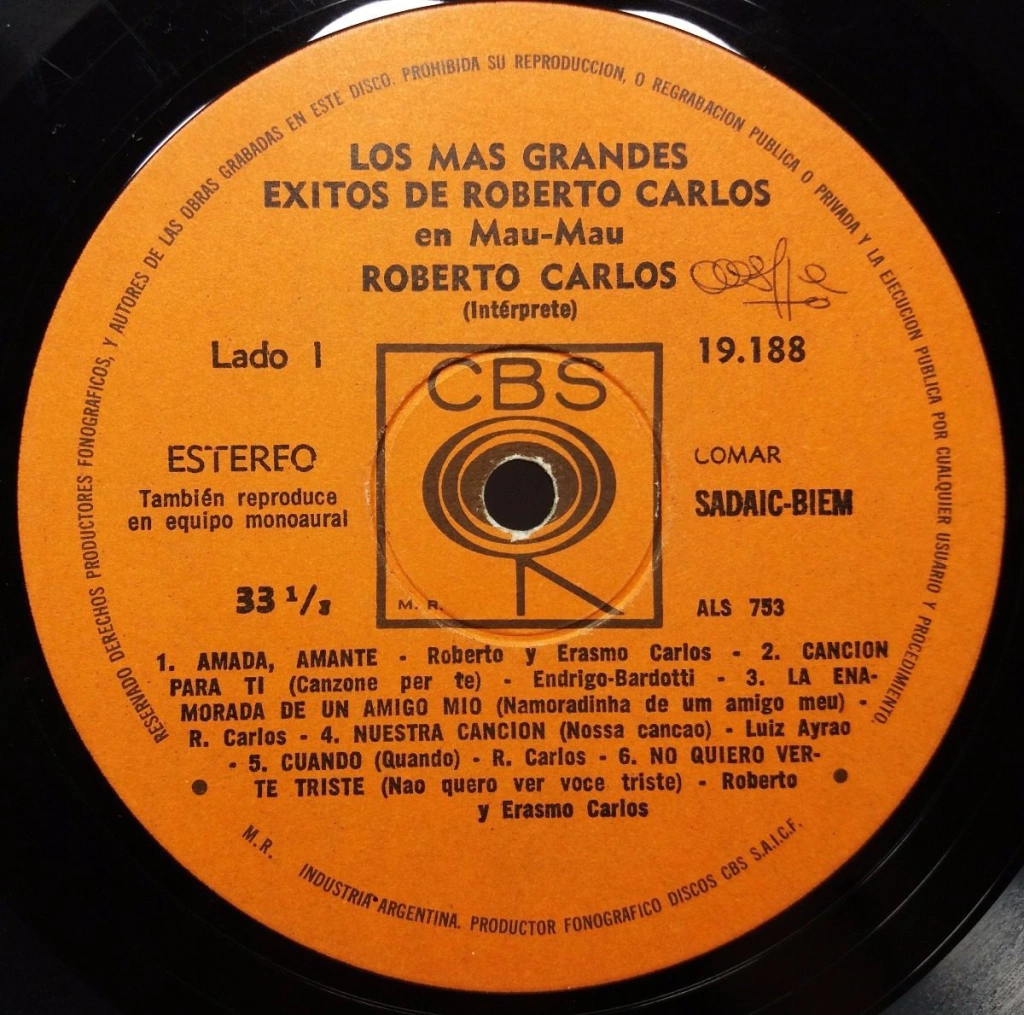 RESERVADO DERECHOS PRODUCTORES FONOGRAFICOS, Y AUTORES DE LAS OBRAS GRABADAS EN ESTE DISCO. PROHIBIDA SU REPRODUCCION, O REGRABACION PUBLICA O PRIVADA Y LA EJECUCION PUBLICA POR CUALQUIER USUARIO Y PROCEDIMIENTO.
LOS MAS GRANDES
EXITOS DE ROBERTO CARLOS
en Mau-Mau
ROBERTO CARLOS
(Intérprete)
Lado 1
19.188
CBS
ESTEREO
COMAR
También reproduce
en equipo monoaural
SADAIC-BIEM
33 1/3
M. R.
ALS 753
1. AMADA, AMANTE - Roberto y Erasmo Carlos - 2. CANCION
PARA TI (Canzone per te) - Endrigo-Bardotti - 3. LA ENA-
MORADA DE UN AMIGO MIO (Namoradinha de um amigo meu) -
R. Carlos - 4. NUESTRA CANCION (Nossa cancao) - Luiz Ayrao
- 5. CUANDO (Quando) - R. Carlos - 6. NO QUIERO VER-
TE TRISTE (Nao quero ver voce triste) - Roberto
y Erasmo Carlos
M. R.
INDUSTRIA ARGENTINA. PRODUCTOR FONOGRAFICO DISCOS CBS S.A.I.C.F.